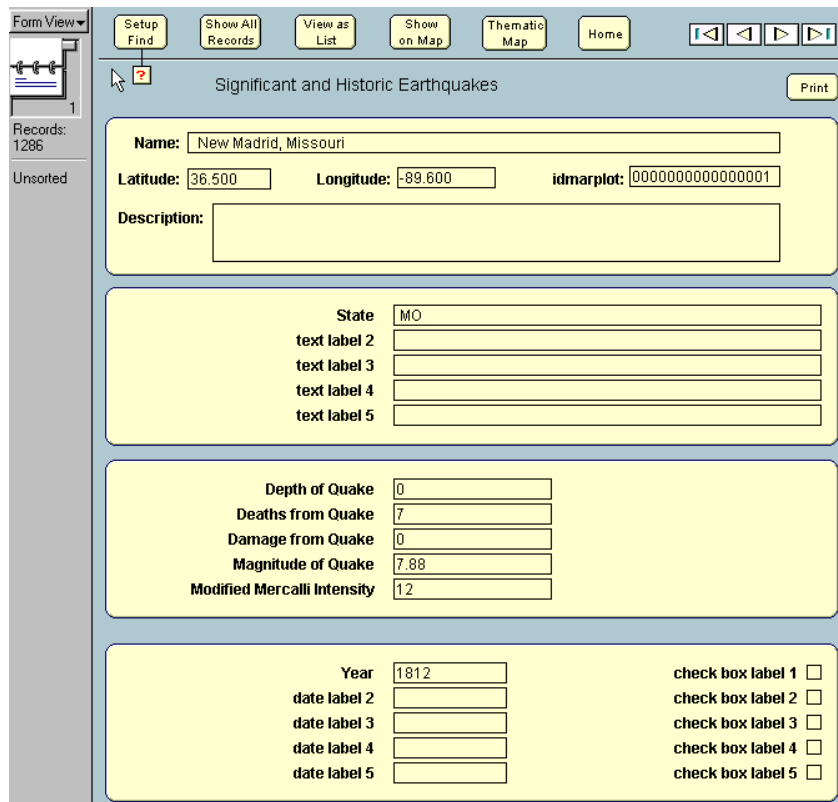 Form View
Setup Find
Show All Records
View as List
Show on Map
Thematic Map
Home
?
Significant and Historic Earthquakes
Print
1
Records:
1286
Unsorted
Name: New Madrid, Missouri
Latitude: 36.500 Longitude: -89.600 idmarplot: 0000000000000001
Description:
State MO
text label 2
text label 3
text label 4
text label 5
Depth of Quake 0
Deaths from Quake 7
Damage from Quake 0
Magnitude of Quake 7.88
Modified Mercalli Intensity 12
Year 1812 check box label 1
date label 2 check box label 2
date label 3 check box label 3
date label 4 check box label 4
date label 5 check box label 5